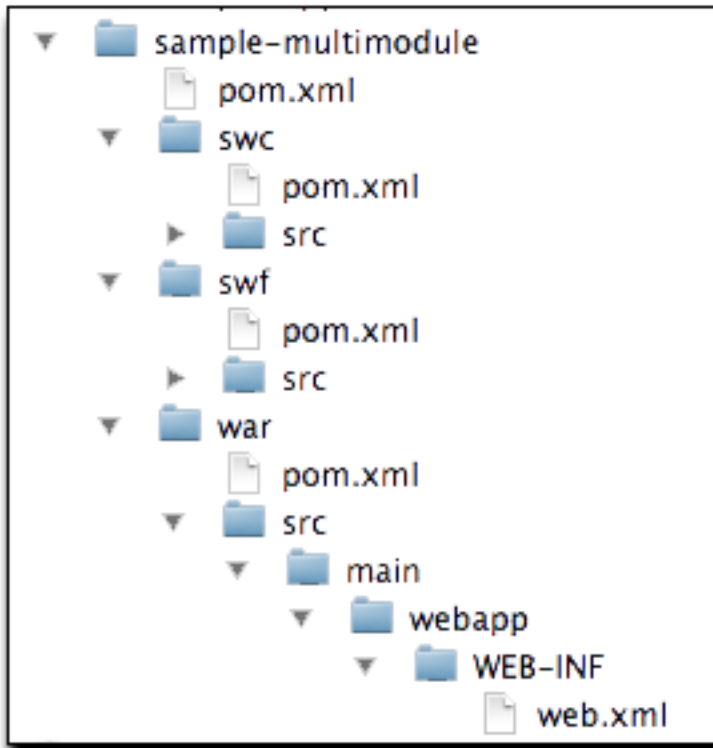 sample-multimodule
pom.xml
swc
pom.xml
src
swf
pom.xml
src
war
pom.xml
src
main
webapp
WEB-INF
web.xml